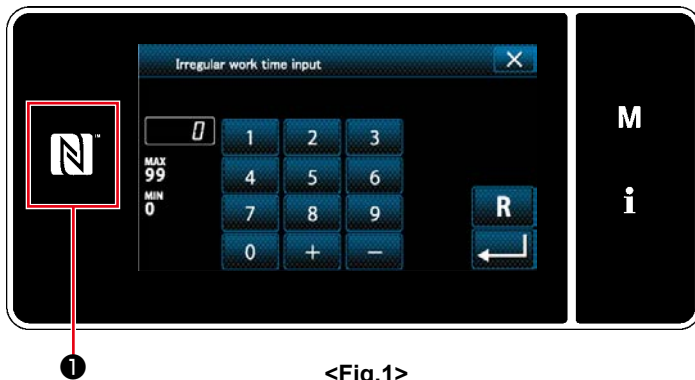 Irregular work time input
X
M
N™
0
1 2 3
MAX
99
4 5 6
MIN
0
7 8 9
R
i
0 + −
❶
<Fig.1>